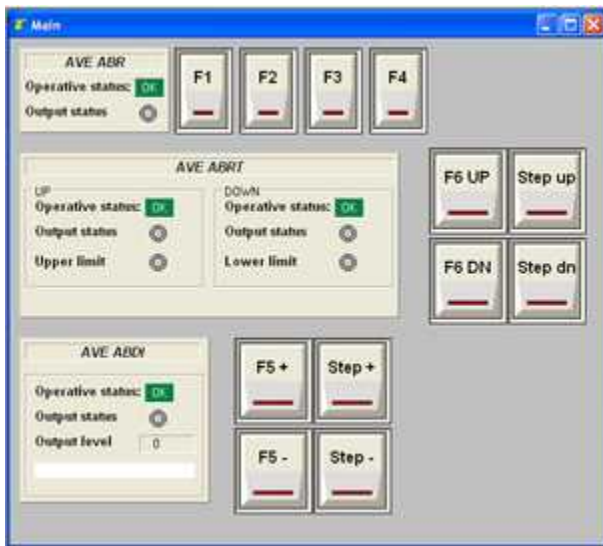 Main
AVE ABR
Operative status: OK
Output status
F1
F2
F3
F4
AVE ABRT
UP
Operative status: OK
Output status
Upper limit
DOWN
Operative status: OK
Output status
Lower limit
F6 UP
Step up
F6 DN
Step dn
AVE ABDI
Operative status: OK
Output status
Output level 0
F5 +
Step +
F5 -
Step -